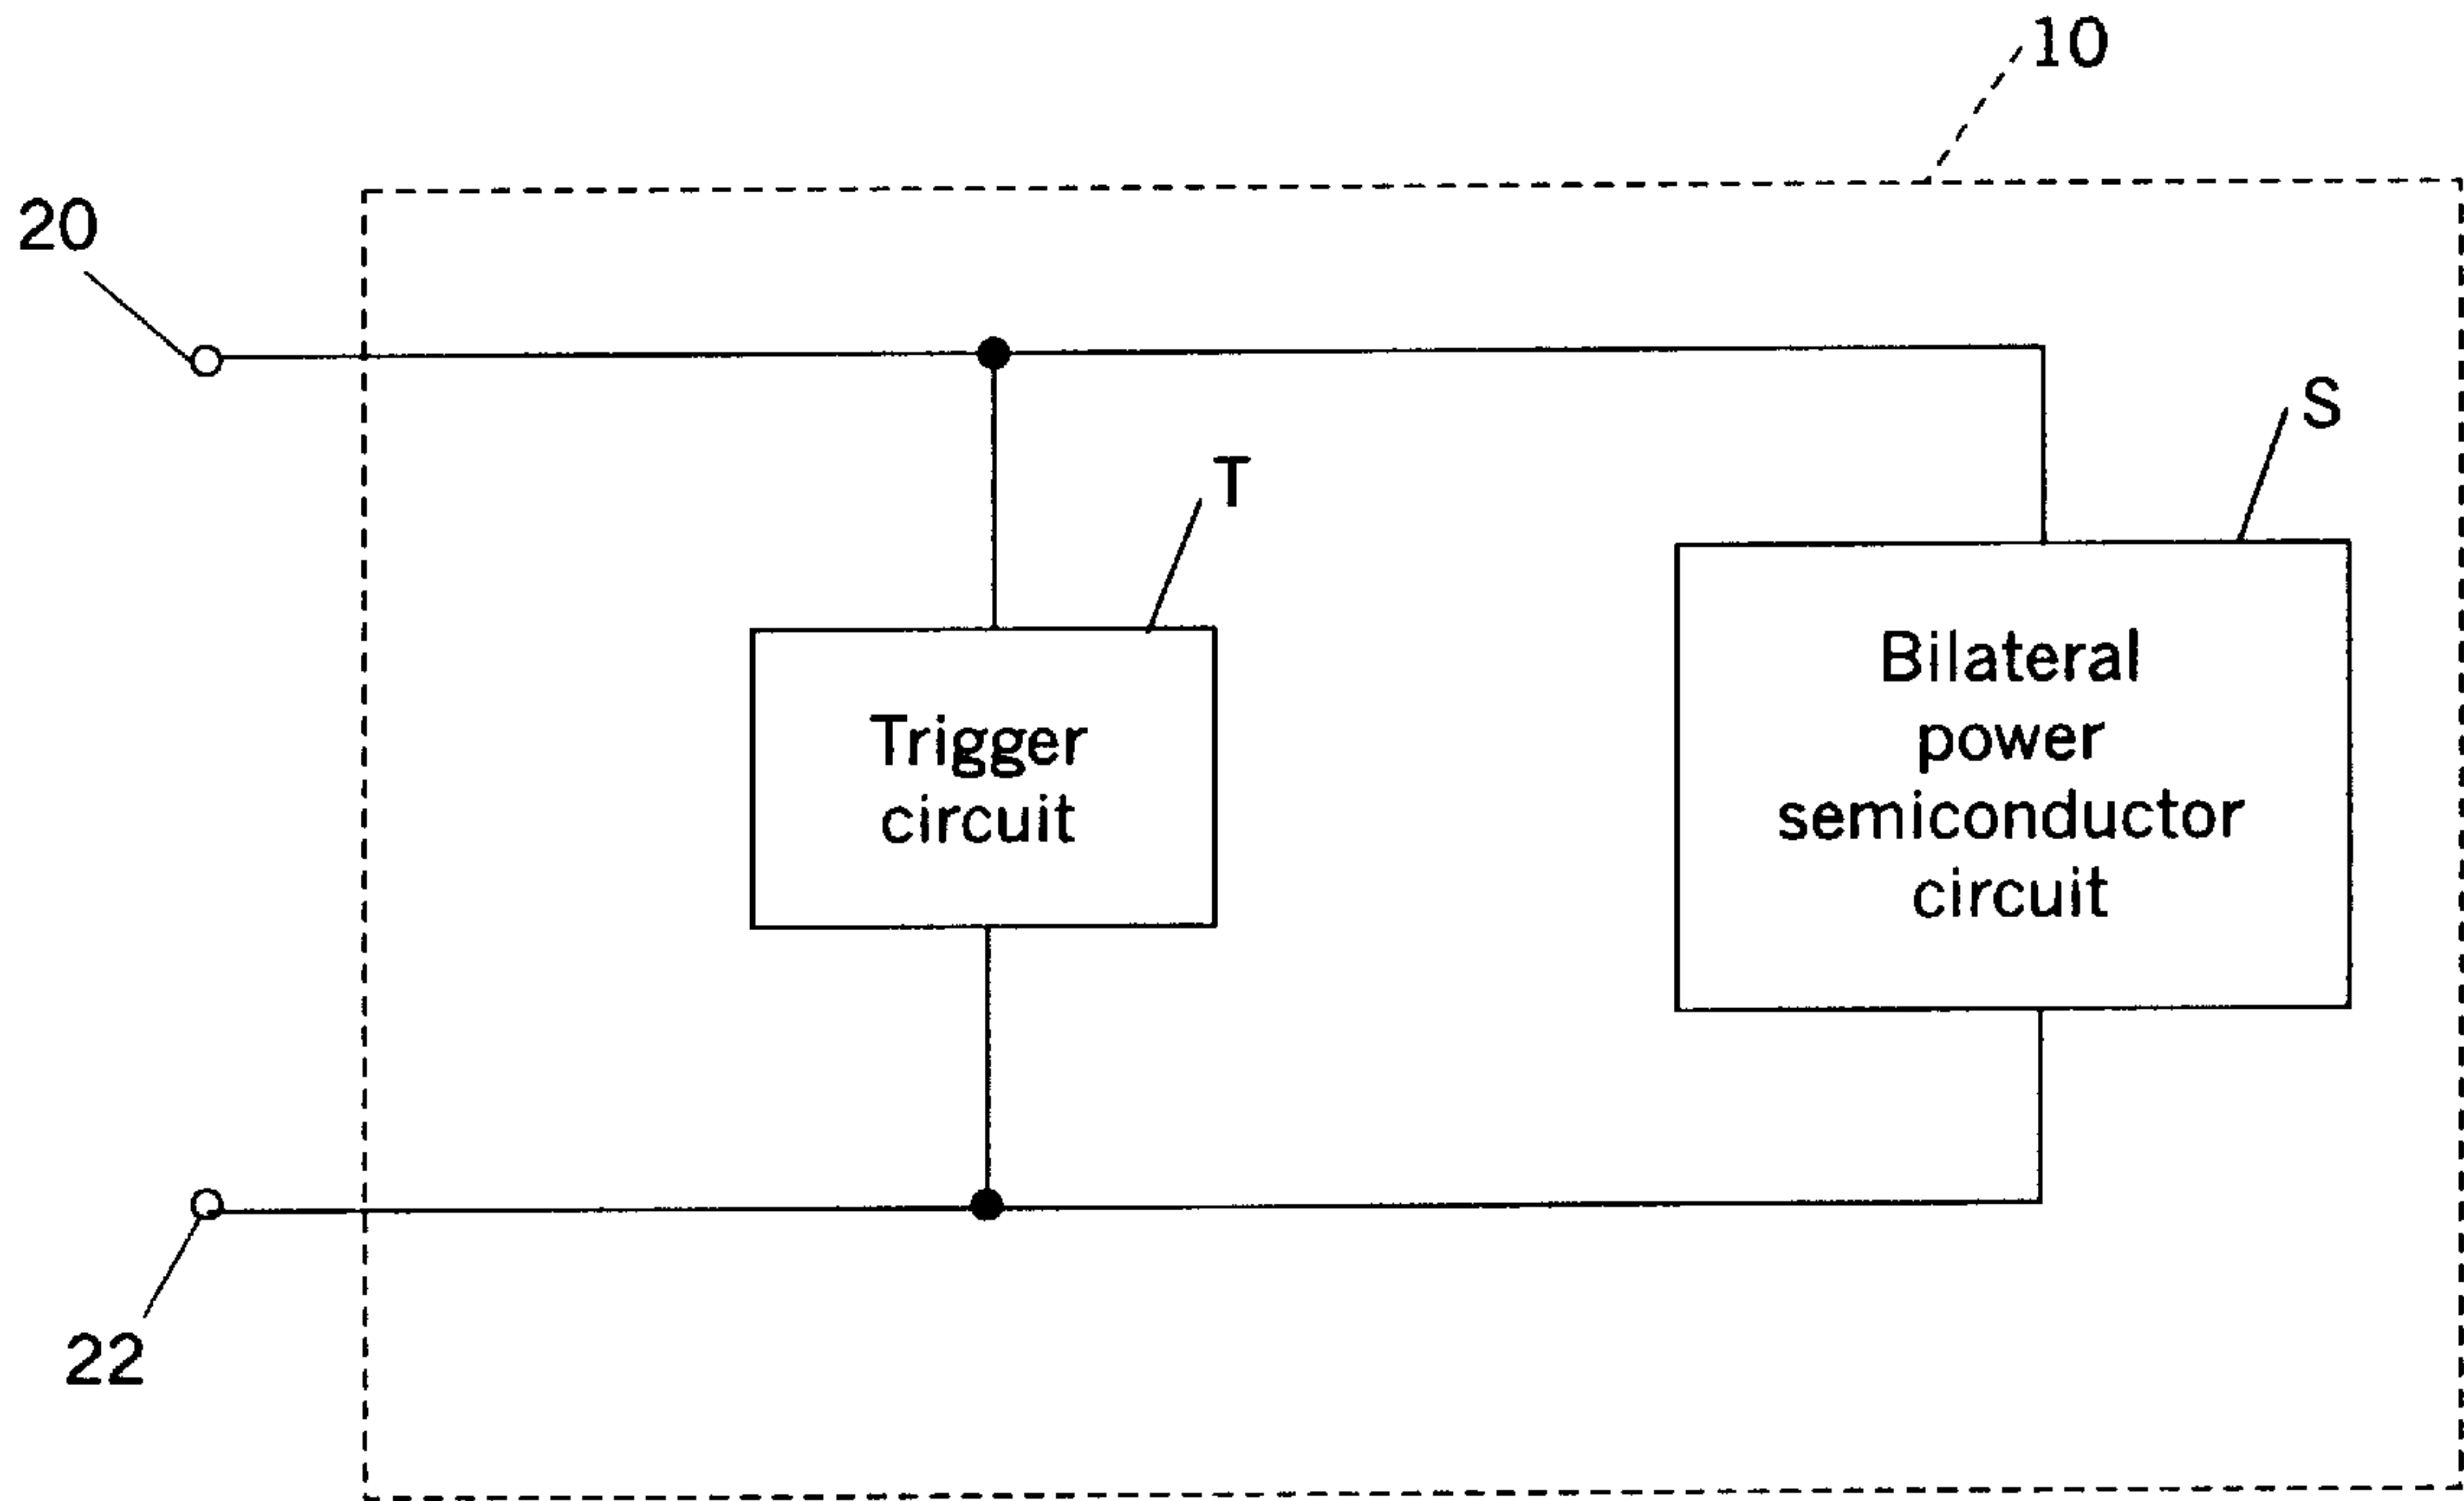 10
20
S
T
Bilateral
power
semiconductor
circuit
Trigger
circuit
22